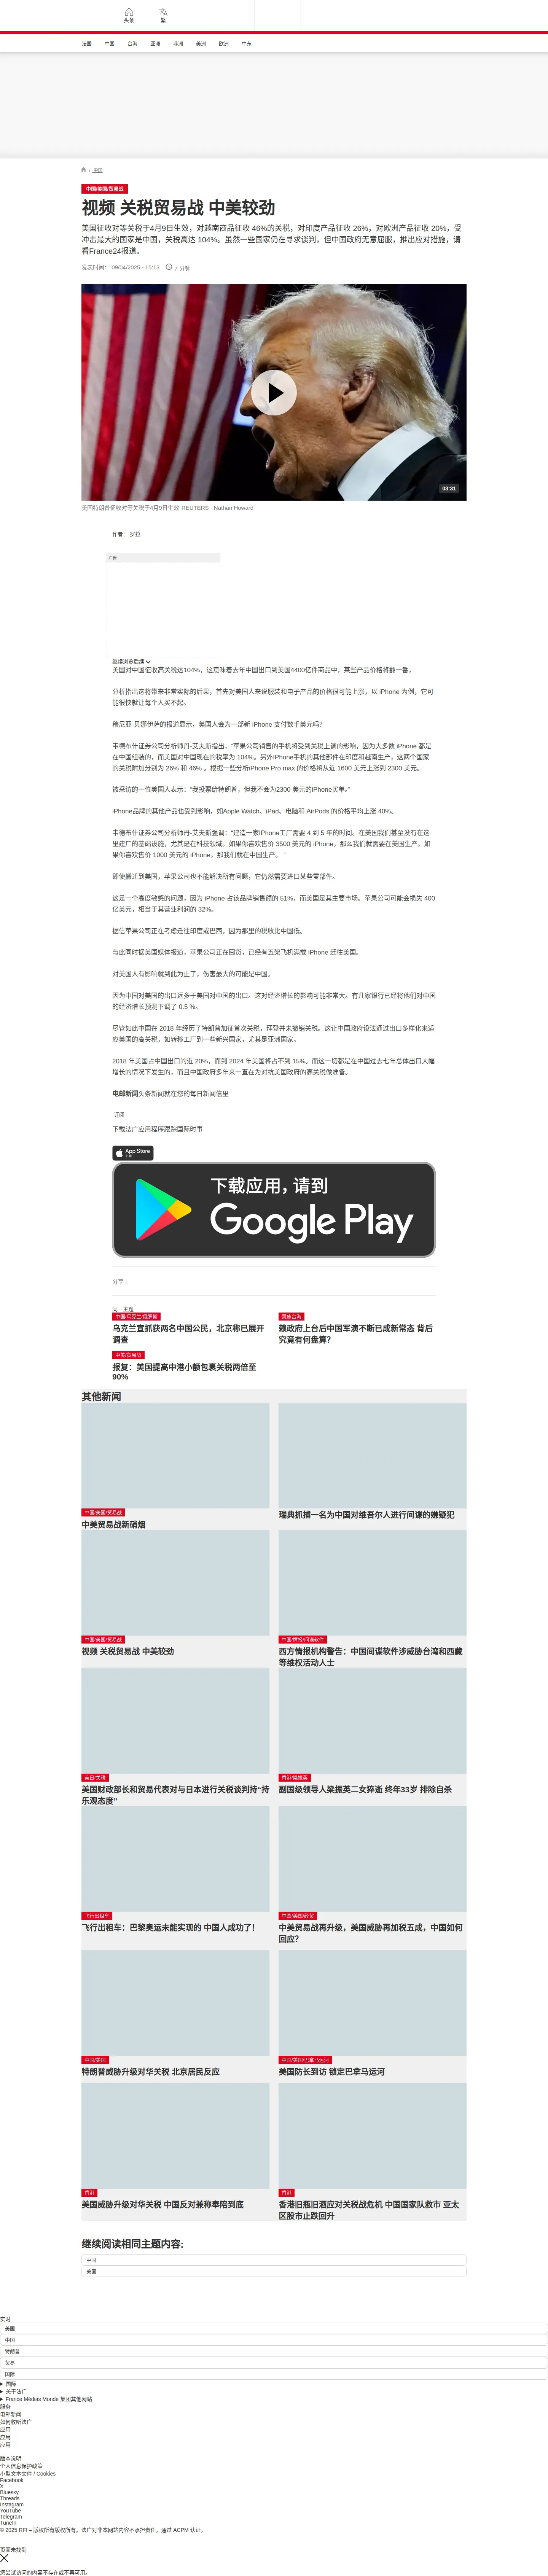 头条
繁
法国 中国 台海 亚洲 非洲 美洲 欧洲 中东
/ 中国
中国/美国/贸易战
视频 关税贸易战 中美较劲
美国征收对等关税于4月9日生效，对越南商品征收 46%的关税，对印度产品征收 26%，对欧洲产品征收 20%，受
冲击最大的国家是中国，关税高达 104%。虽然一些国家仍在寻求谈判，但中国政府无意屈服，推出应对措施，请
看France24报道。
发表时间： 09/04/2025 - 15:13 7 分钟
03:31
美国特朗普征收对等关税于4月9日生效 REUTERS - Nathan Howard
作者： 罗拉
广告
继续浏览后续
美国对中国征收高关税达104%，这意味着去年中国出口到美国4400亿件商品中，某些产品价格将翻一番，
分析指出这将带来非常实际的后果，首先对美国人来说服装和电子产品的价格很可能上涨，以 iPhone 为例，它可
能很快就让每个人买不起。
穆尼亚-贝娜伊萨的报道显示，美国人会为一部新 iPhone 支付数千美元吗？
韦德布什证券公司分析师丹-艾夫斯指出，“苹果公司销售的手机将受到关税上调的影响，因为大多数 iPhone 都是
在中国组装的，而美国对中国现在的税率为 104%。另外iPhone手机的其他部件在印度和越南生产，这两个国家
的关税附加分别为 26% 和 46% 。根据一些分析iPhone Pro max 的价格将从近 1600 美元上涨到 2300 美元。
被采访的一位美国人表示：“我投票给特朗普，但我不会为2300 美元的iPhone买单。”
iPhone品牌的其他产品也受到影响，如Apple Watch、iPad、电脑和 AirPods 的价格平均上涨 40%。
韦德布什证券公司分析师丹-艾夫斯强调：“建造一家IPhone工厂需要 4 到 5 年的时间。在美国我们甚至没有在这
里建厂的基础设施，尤其是在科技领域。如果你喜欢售价 3500 美元的 iPhone，那么我们就需要在美国生产。如
果你喜欢售价 1000 美元的 iPhone，那我们就在中国生产。 ”
即使搬迁到美国，苹果公司也不能解决所有问题，它仍然需要进口某些零部件。
这是一个高度敏感的问题，因为 iPhone 占该品牌销售额的 51%，而美国是其主要市场。苹果公司可能会损失 400
亿美元，相当于其营业利润的 32%。
据信苹果公司正在考虑迁往印度或巴西，因为那里的税收比中国低。
与此同时据美国媒体报道，苹果公司正在囤货，已经有五架飞机满载 iPhone 赶往美国。
对美国人有影响就到此为止了，伤害最大的可能是中国。
因为中国对美国的出口远多于美国对中国的出口。这对经济增长的影响可能非常大。有几家银行已经将他们对中国
的经济增长预测下调了 0.5 %。
尽管如此中国在 2018 年经历了特朗普加征首次关税，拜登并未撤销关税。这让中国政府设法通过出口多样化来适
应美国的高关税，如转移工厂到一些新兴国家，尤其是亚洲国家。
2018 年美国占中国出口的近 20%，而到 2024 年美国将占不到 15%。而这一切都是在中国过去七年总体出口大幅
增长的情况下发生的，而且中国政府多年来一直在为对抗美国政府的高关税做准备。
电邮新闻头条新闻就在您的每日新闻信里
订阅
下载法广应用程序跟踪国际时事
App Store
下载
下载应用，请到
Google Play
分享 :
同一主题
中国/乌克兰/俄罗斯
乌克兰宣抓获两名中国公民，北京称已展开
调查
聚焦台海
赖政府上台后中国军演不断已成新常态 背后
究竟有何盘算？
中美/贸易战
报复：美国提高中港小额包裹关税两倍至
90%
其他新闻
中国/美国/贸易战
中美贸易战新硝烟
瑞典抓捕一名为中国对维吾尔人进行间谍的嫌疑犯
中国/美国/贸易战
视频 关税贸易战 中美较劲
中国/情报/间谍软件
西方情报机构警告：中国间谍软件涉威胁台湾和西藏
等维权活动人士
美日/关税
美国财政部长和贸易代表对与日本进行关税谈判持“持
乐观态度”
香港/梁振英
副国级领导人梁振英二女猝逝 终年33岁 排除自杀
飞行出租车
飞行出租车：巴黎奥运未能实现的 中国人成功了！
中国/美国/经贸
中美贸易战再升级，美国威胁再加税五成，中国如何
回应？
中国/美国
特朗普威胁升级对华关税 北京居民反应
中国/美国/巴拿马运河
美国防长到访 锁定巴拿马运河
香港
美国威胁升级对华关税 中国反对兼称奉陪到底
香港
香港旧瓶旧酒应对关税战危机 中国国家队救市 亚太
区股市止跌回升
继续阅读相同主题内容:
中国
美国
实时
美国
中国
特朗普
贸易
国际
国际
关于法广
France Médias Monde 集团其他网站
服务
电邮新闻
如何收听法广
应用
应用
应用
版本说明
个人信息保护政策
小型文本文件 / Cookies
Facebook
X
Bluesky
Threads
Instagram
YouTube
Telegram
TuneIn
© 2025 RFI – 版权所有版权所有。法广对非本网站内容不承担责任。通过 ACPM 认证。
页面未找到
您尝试访问的内容不存在或不再可用。